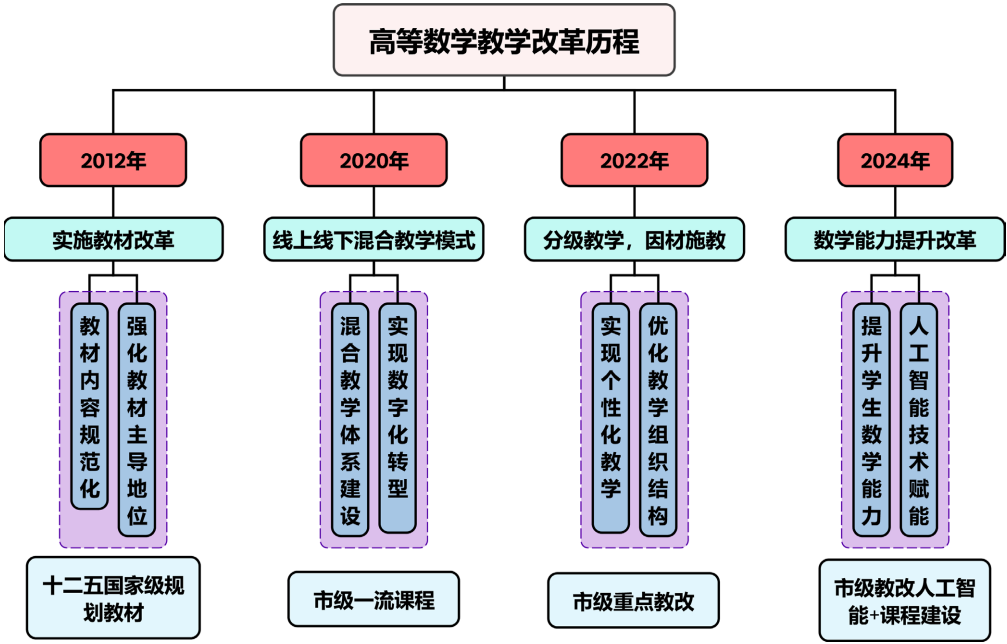 高等数学教学改革历程
2012年
2020年
2022年
2024年
实施教材改革
线上线下混合教学模式
分级教学，因材施教
数学能力提升改革
教材内容规范化
强化教材主导地位
混合教学体系建设
实现数字化转型
实现个性化教学
优化教学组织结构
提升学生数学能力
人工智能技术赋能
十二五国家级规
划教材
市级一流课程
市级重点教改
市级教改人工智
能+课程建设